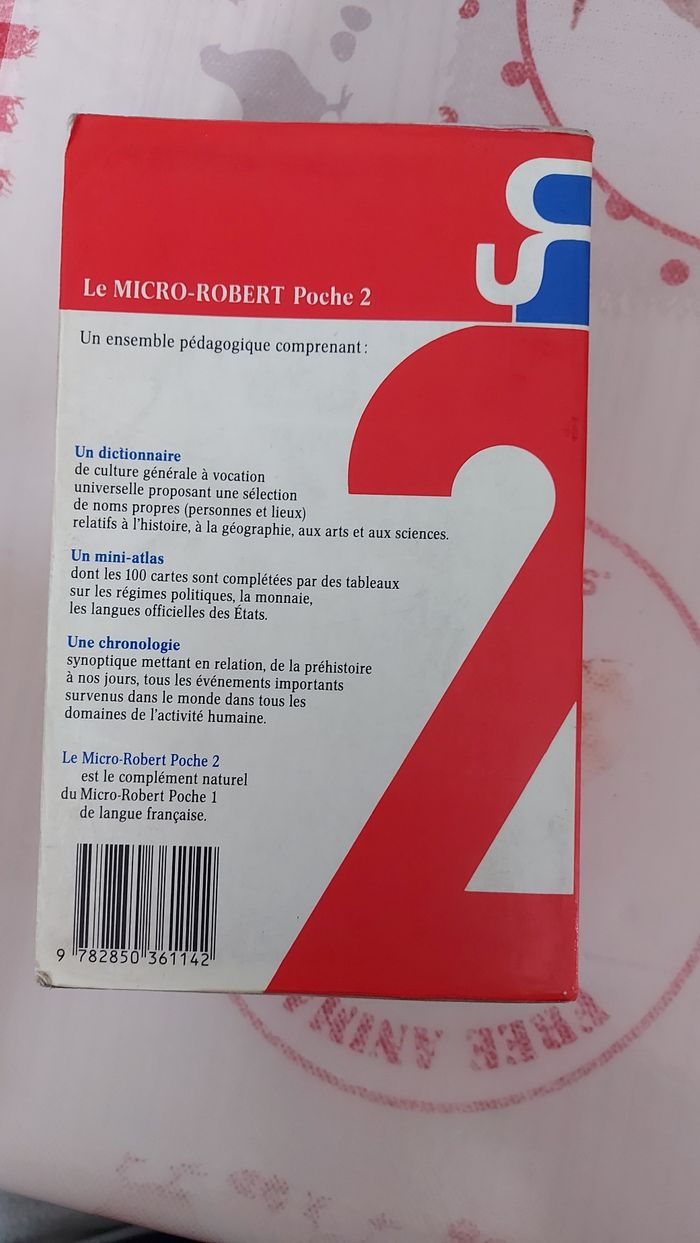 Le MICRO-ROBERT Poche 2
Un ensemble pédagogique comprenant :
Un dictionnaire
de culture générale à vocation
universelle proposant une sélection
de noms propres (personnes et lieux)
relatifs à l'histoire, à la géographie, aux arts et aux sciences.
Un mini-atlas
dont les 100 cartes sont complétées par des tableaux
sur les régimes politiques, la monnaie,
les langues officielles des États.
Une chronologie
synoptique mettant en relation, de la préhistoire
à nos jours, tous les événements importants
survenus dans le monde dans tous les
domaines de l'activité humaine.
Le Micro-Robert Poche 2
est le complément naturel
du Micro-Robert Poche 1
de langue française.
2
9 782850 361142
FREE